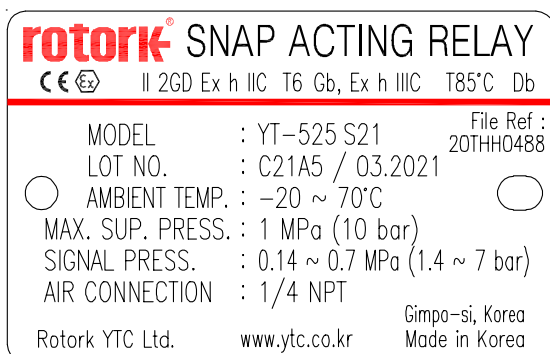 rotork® SNAP ACTING RELAY
CE Ex II 2GD Ex h IIC T6 Gb, Ex h IIIC T85°C Db
File Ref :
20THH0488
MODEL : YT-525 S21
LOT NO. : C21A5 / 03.2021
AMBIENT TEMP. : -20 ~ 70°C
MAX. SUP. PRESS. : 1 MPa (10 bar)
SIGNAL PRESS. : 0.14 ~ 0.7 MPa (1.4 ~ 7 bar)
AIR CONNECTION : 1/4 NPT
Gimpo-si, Korea
Rotork YTC Ltd. www.ytc.co.kr Made in Korea